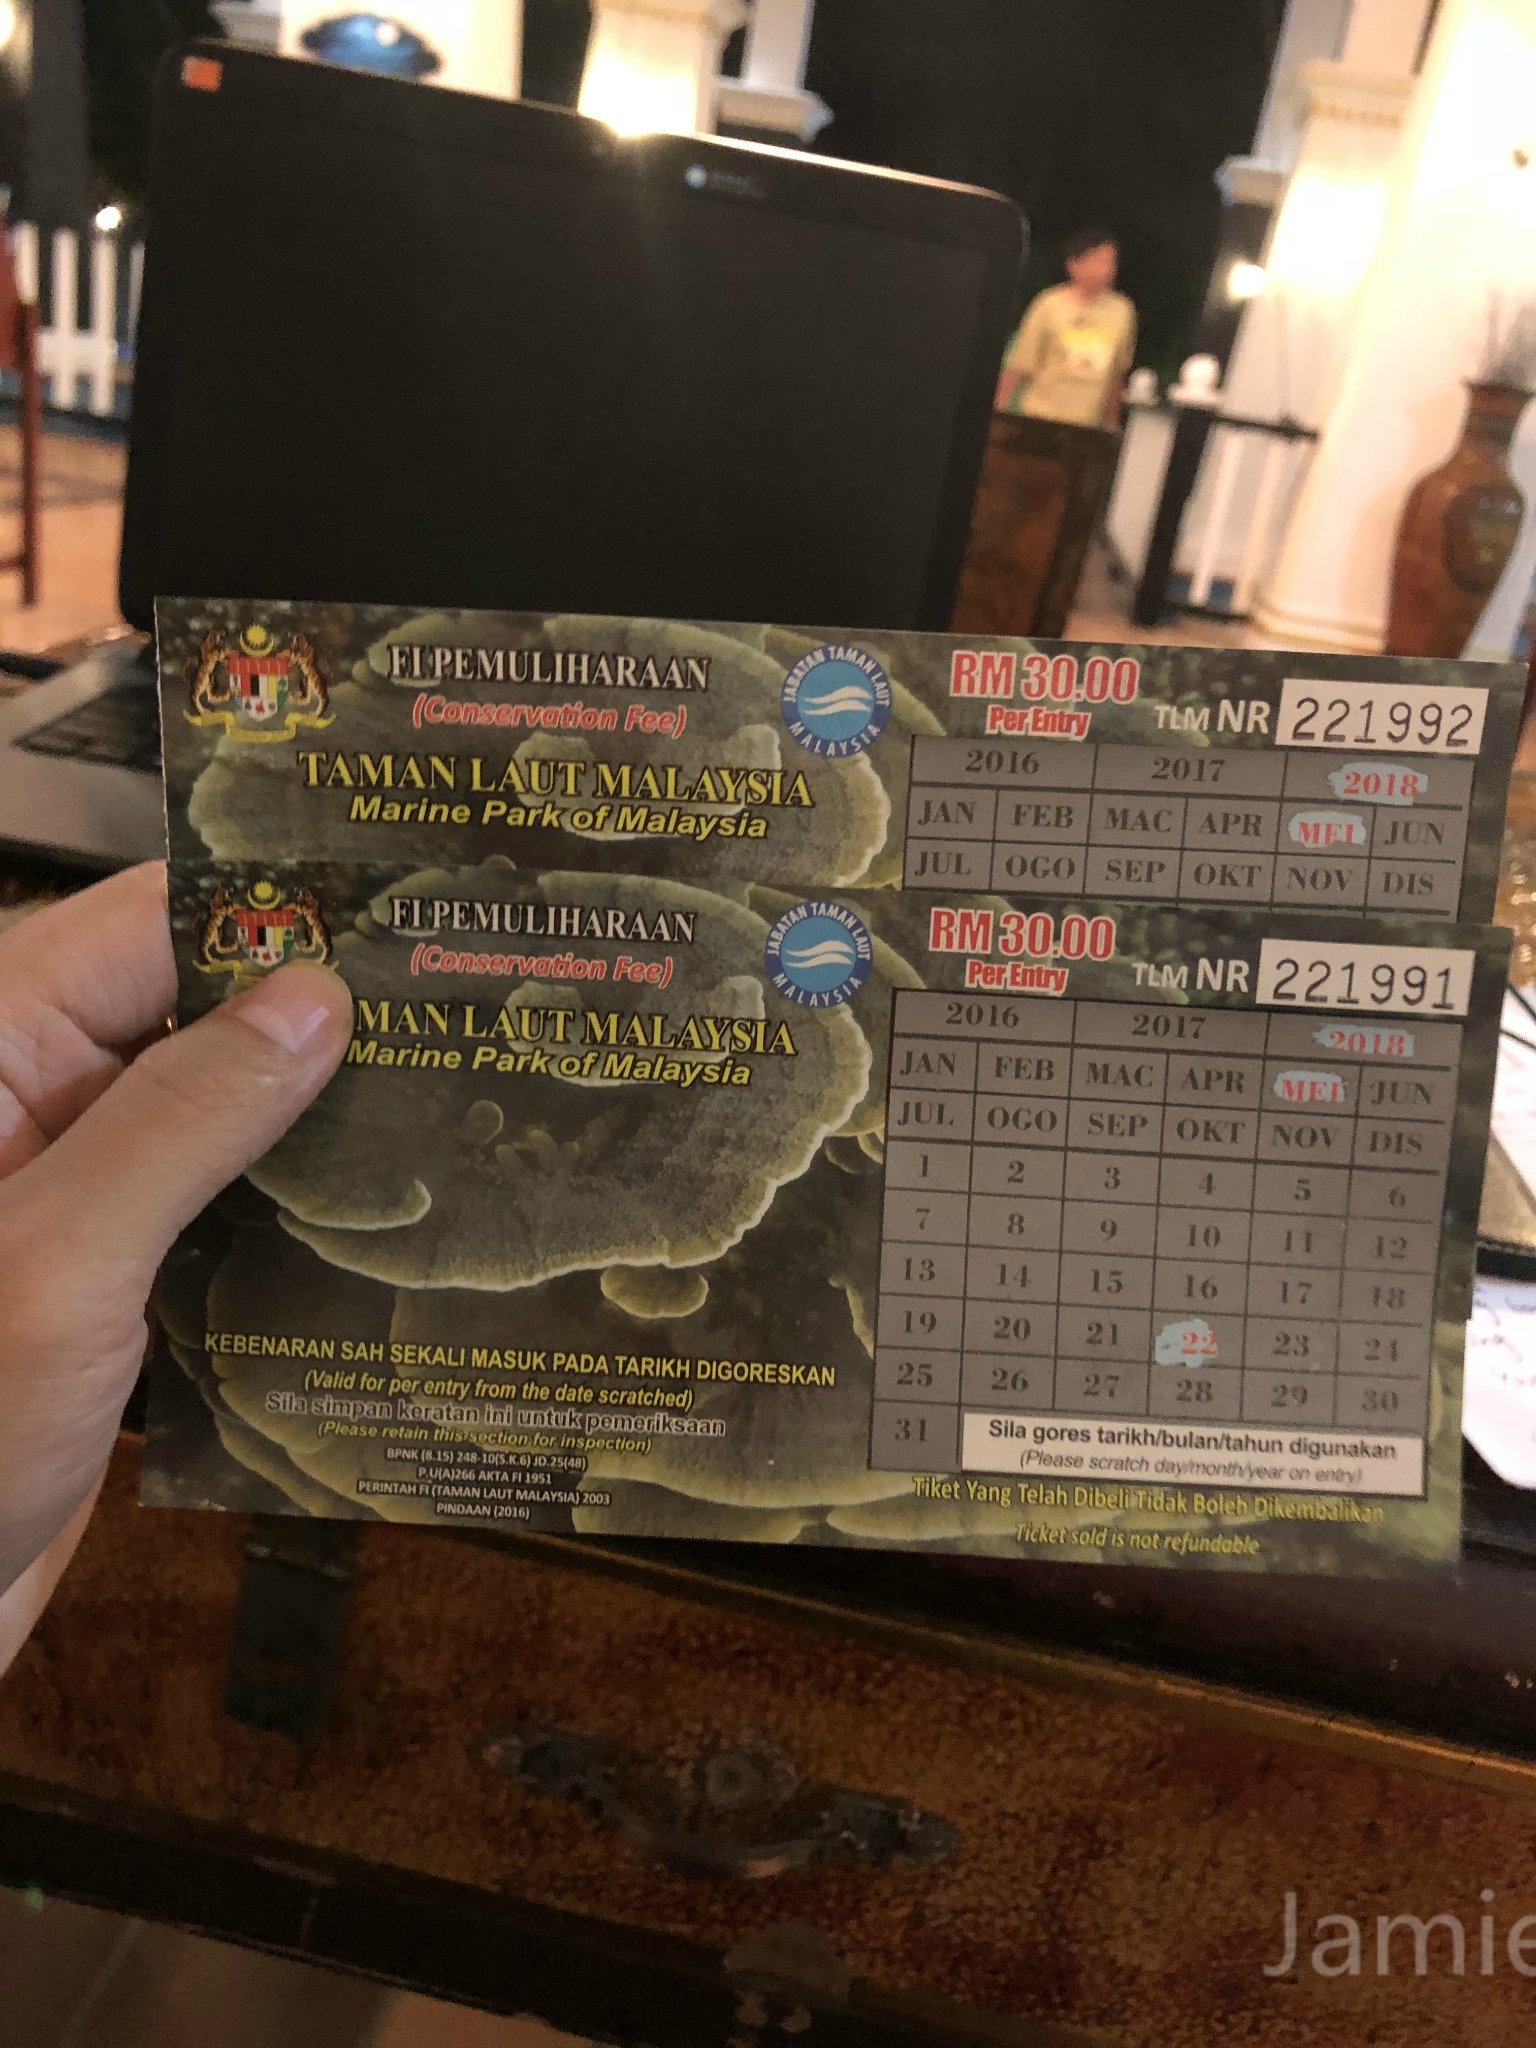 FI PEMULIHARAAN
(Conservation Fee)
TAMAN LAUT MALAYSIA
Marine Park of Malaysia
JABATAN TAMAN LAUT
MALAYSIA
RM 30.00
Per Entry
TLM NR 221992
2016 2017 2018
JAN FEB MAC APR MEI JUN
JUL OGO SEP OKT NOV DIS
FI PEMULIHARAAN
(Conservation Fee)
MAN LAUT MALAYSIA
Marine Park of Malaysia
JABATAN TAMAN LAUT
MALAYSIA
RM 30.00
Per Entry
TLM NR 221991
2016 2017 2018
JAN FEB MAC APR MEI JUN
JUL OGO SEP OKT NOV DIS
1 2 3 4 5 6
7 8 9 10 11 12
13 14 15 16 17 18
19 20 21 22 23 24
25 26 27 28 29 30
31
Sila gores tarikh/bulan/tahun digunakan
(Please scratch day/month/year on entry)
KEBENARAN SAH SEKALI MASUK PADA TARIKH DIGORESKAN
(Valid for per entry from the date scratched)
Sila simpan keratan ini untuk pemeriksaan
(Please retain this section for inspection)
BPNK (8.15) 248-10(S.K.6) JD.25(48)
P.U(A)266 AKTA FI 1951
PERINTAH FI (TAMAN LAUT MALAYSIA) 2003
PINDAAN (2016)
Tiket Yang Telah Dibeli Tidak Boleh Dikembalikan
Ticket sold is not refundable
Jamie